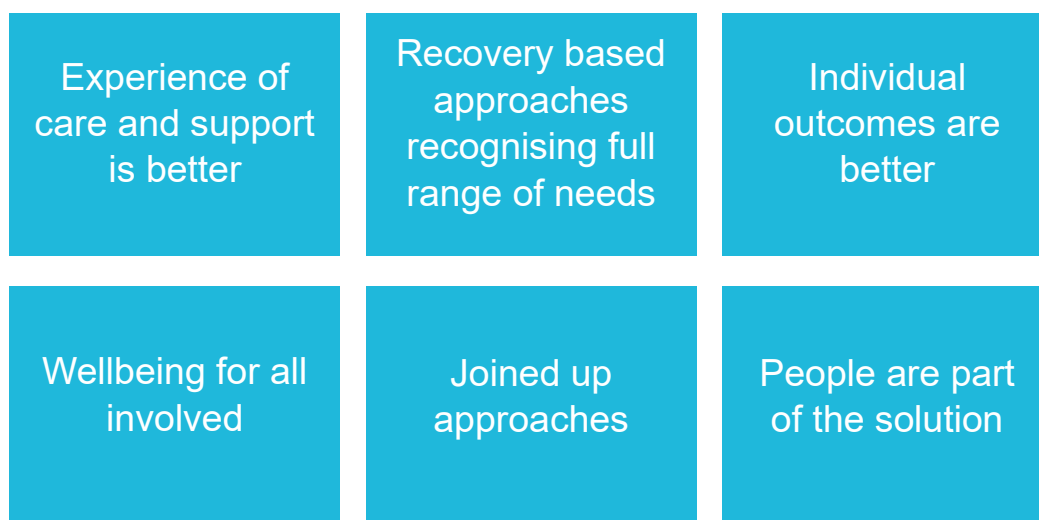 Experience of
care and support
is better
Recovery based
approaches
recognising full
range of needs
Individual
outcomes are
better
Wellbeing for all
involved
Joined up
approaches
People are part
of the solution